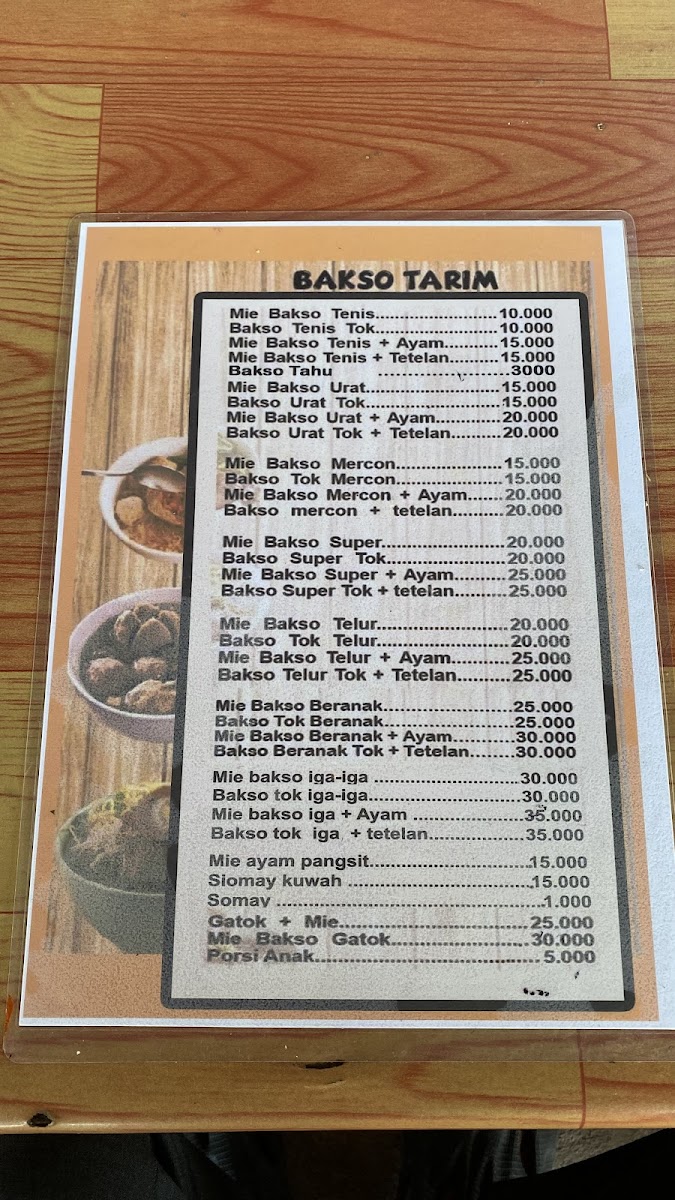 BAKSO TARIM
Mie Bakso Tenis..........................10.000
Bakso Tenis Tok..........................10.000
Mie Bakso Tenis + Ayam............15.000
Mie Bakso Tenis + Tetelan...........15.000
Bakso Tahu ............................3000
Mie Bakso Urat.............................15.000
Bakso Urat Tok.............................15.000
Mie Bakso Urat + Ayam..............20.000
Bakso Urat Tok + Tetelan...........20.000
Mie Bakso Mercon.......................15.000
Bakso Tok Mercon.......................15.000
Mie Bakso Mercon + Ayam.......20.000
Bakso mercon + tetelan...........20.000
Mie Bakso Super...........................20.000
Bakso Super Tok..........................20.000
Mie Bakso Super + Ayam...........25.000
Bakso Super Tok + tetelan...........25.000
Mie Bakso Telur............................20.000
Bakso Tok Telur............................20.000
Mie Bakso Telur + Ayam............25.000
Bakso Telur Tok + Tetelan...........25.000
Mie Bakso Beranak..........................25.000
Bakso Tok Beranak..........................25.000
Mie Bakso Beranak + Ayam............30.000
Bakso Beranak Tok + Tetelan.........30.000
Mie bakso iga-iga ..............................30.000
Bakso tok iga-iga...............................30.000
Mie bakso iga + Ayam ......................35.000
Bakso tok iga + tetelan...................35.000
Mie ayam pangsit................................15.000
Siomay kuwah ....................................15.000
Somay ....................................................1.000
Gatok + Mie......................................25.000
Mie Bakso Gatok............................30.000
Porsi Anak............................................5.000